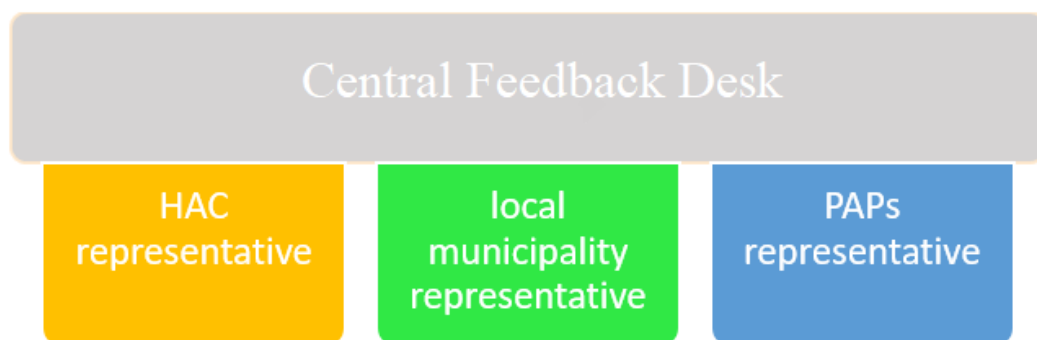 Central Feedback Desk
HAC
representative
local
municipality
representative
PAPs
representative